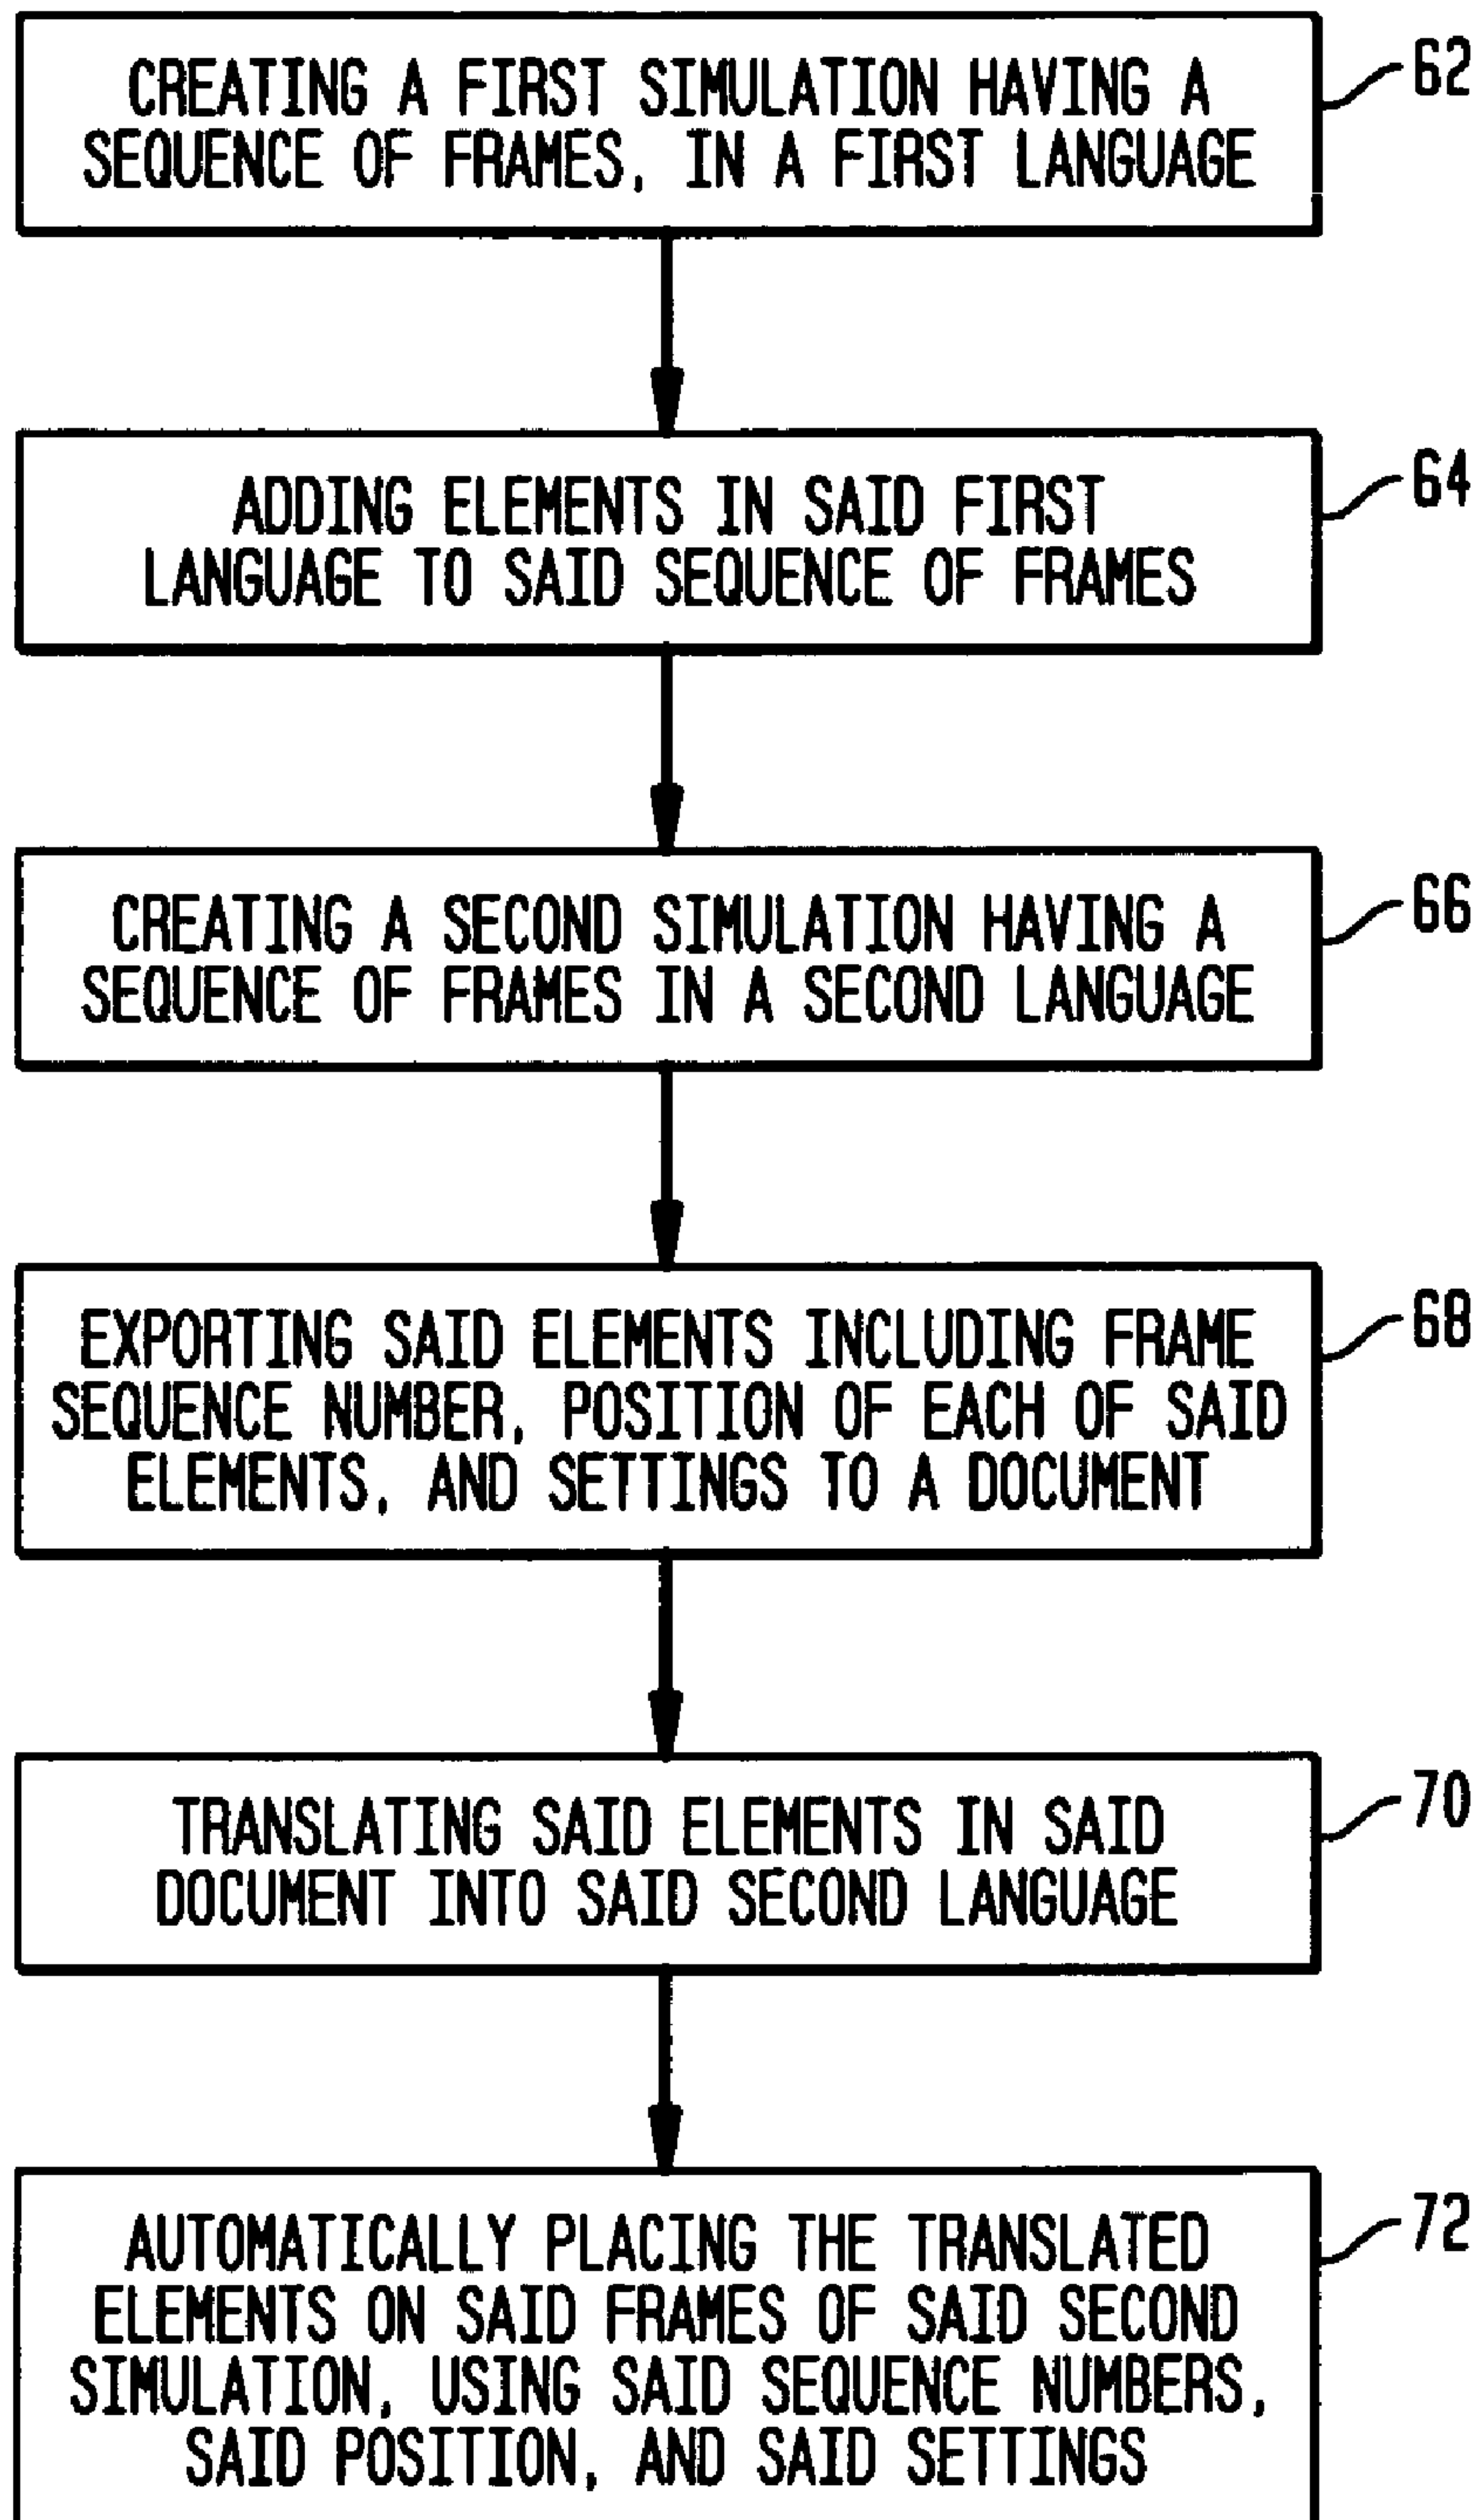 CREATING A FIRST SIMULATION HAVING A
SEQUENCE OF FRAMES, IN A FIRST LANGUAGE
62
ADDING ELEMENTS IN SAID FIRST
LANGUAGE TO SAID SEQUENCE OF FRAMES
64
CREATING A SECOND SIMULATION HAVING A
SEQUENCE OF FRAMES IN A SECOND LANGUAGE
66
EXPORTING SAID ELEMENTS INCLUDING FRAME
SEQUENCE NUMBER, POSITION OF EACH OF SAID
ELEMENTS, AND SETTINGS TO A DOCUMENT
68
TRANSLATING SAID ELEMENTS IN SAID
DOCUMENT INTO SAID SECOND LANGUAGE
70
AUTOMATICALLY PLACING THE TRANSLATED
ELEMENTS ON SAID FRAMES OF SAID SECOND
SIMULATION, USING SAID SEQUENCE NUMBERS,
SAID POSITION, AND SAID SETTINGS
72